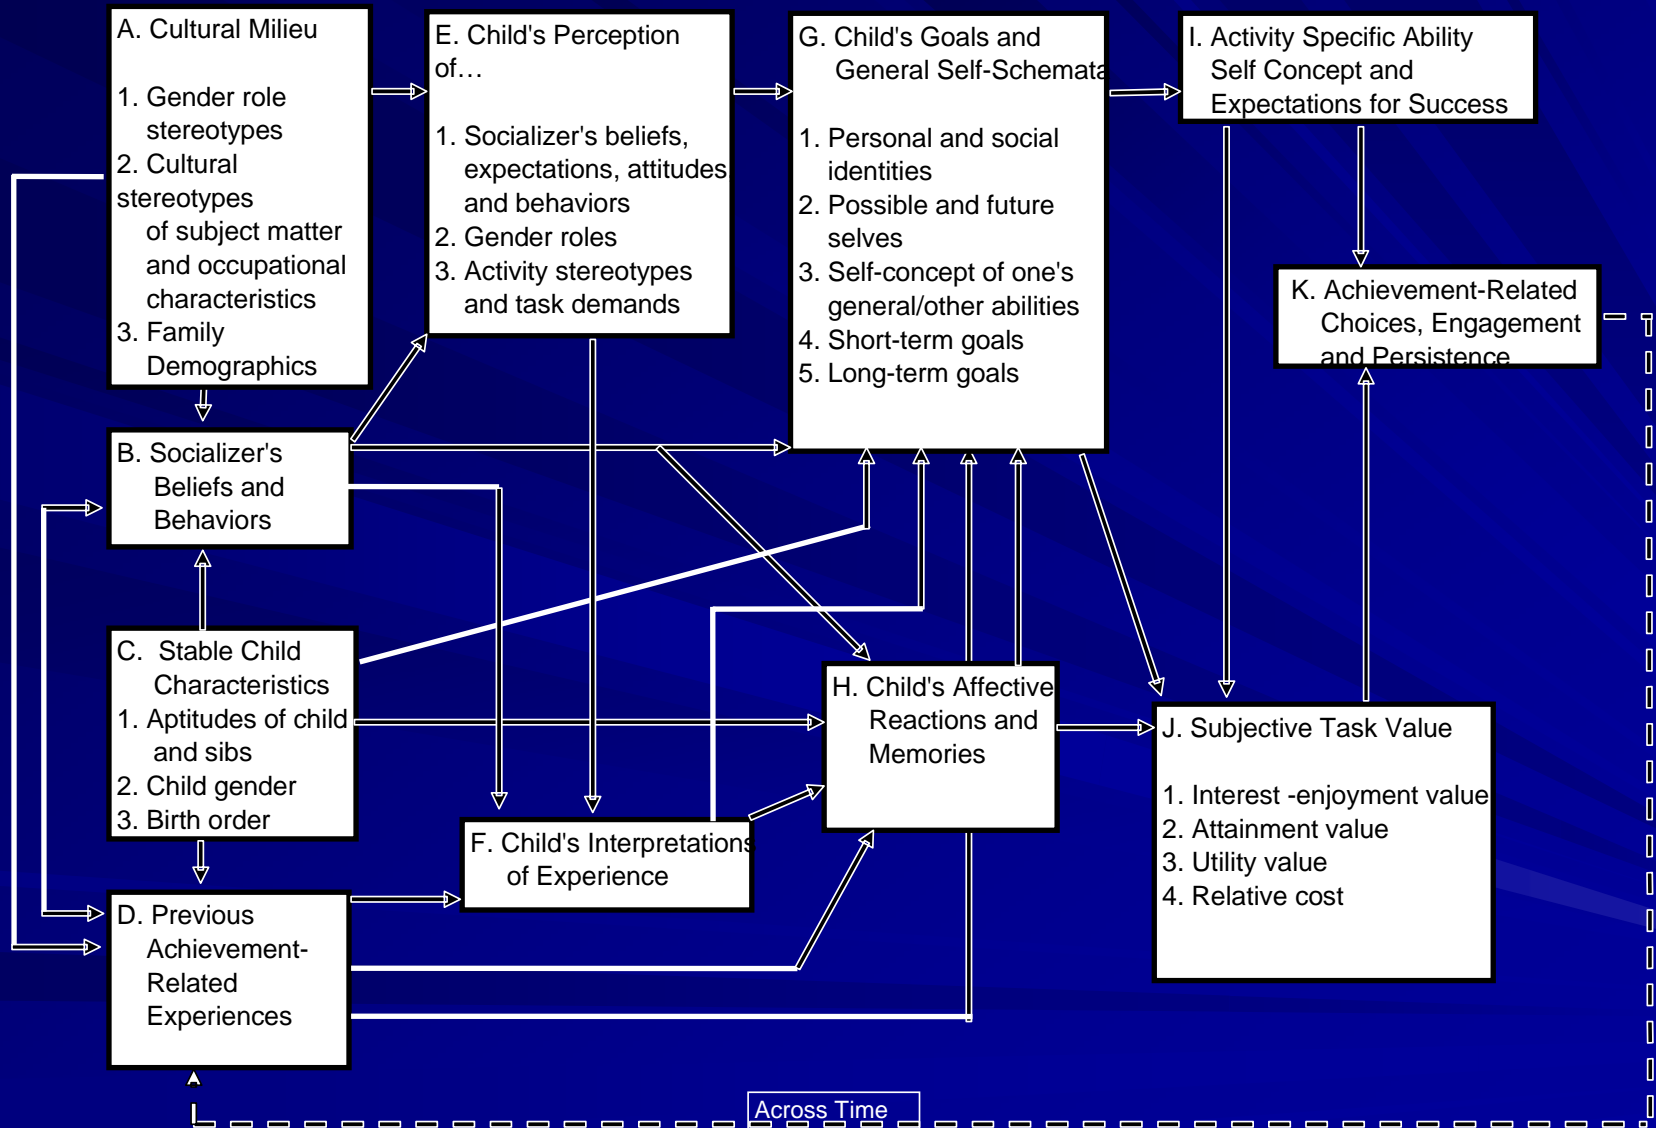 A. Cultural Milieu
1. Gender role
stereotypes
2. Cultural
stereotypes
of subject matter
and occupational
characteristics
3. Family
Demographics
B. Socializer's
Beliefs and
Behaviors
C. Stable Child
Characteristics
1. Aptitudes of child
and sibs
2. Child gender
3. Birth order
D. Previous
Achievement-
Related
Experiences
E. Child's Perception
of…
1. Socializer's beliefs,
expectations, attitudes
and behaviors
2. Gender roles
3. Activity stereotypes
and task demands
F. Child's Interpretations
of Experience
G. Child's Goals and
General Self-Schemata
1. Personal and social
identities
2. Possible and future
selves
3. Self-concept of one's
general/other abilities
4. Short-term goals
5. Long-term goals
H. Child's Affective
Reactions and
Memories
I. Activity Specific Ability
Self Concept and
Expectations for Success
J. Subjective Task Value
1. Interest -enjoyment value
2. Attainment value
3. Utility value
4. Relative cost
K. Achievement-Related
Choices, Engagement
and Persistence
Across Time